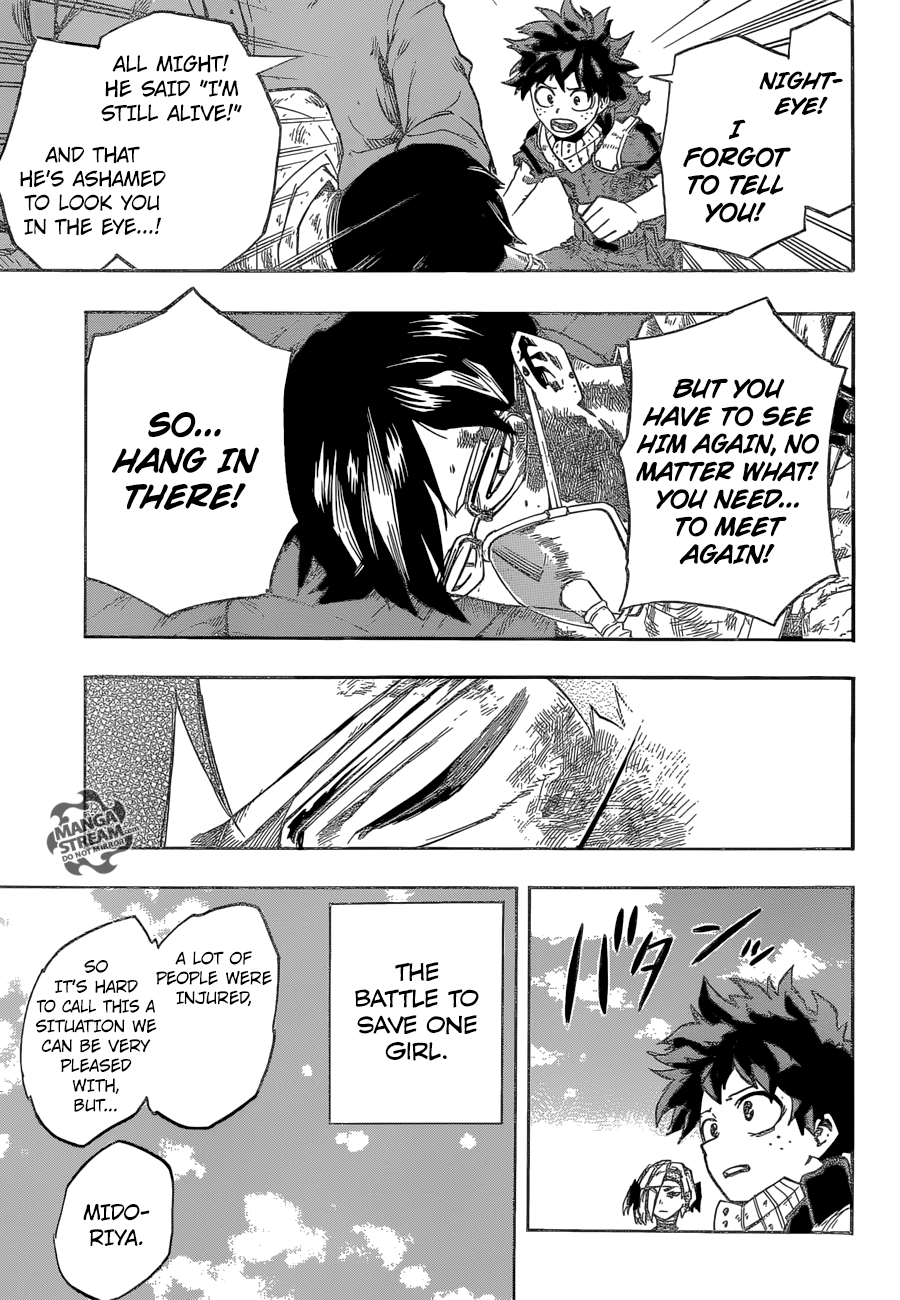 NIGHT-
EYE!
I
FORGOT
TO TELL
YOU!
ALL MIGHT!
HE SAID "I'M
STILL ALIVE!"
AND THAT
HE'S ASHAMED
TO LOOK YOU
IN THE EYE...!
BUT YOU
HAVE TO SEE
HIM AGAIN, NO
MATTER WHAT!
YOU NEED...
TO MEET
AGAIN!
SO...
HANG IN
THERE!
MANGA
STREAM.com
DO NOT MIRROR
バタンッ
THE
BATTLE TO
SAVE ONE
GIRL.
A LOT OF
PEOPLE WERE
INJURED,
SO
IT'S HARD
TO CALL THIS A
SITUATION WE
CAN BE VERY
PLEASED
WITH,
BUT...
MIDO-
RIYA.